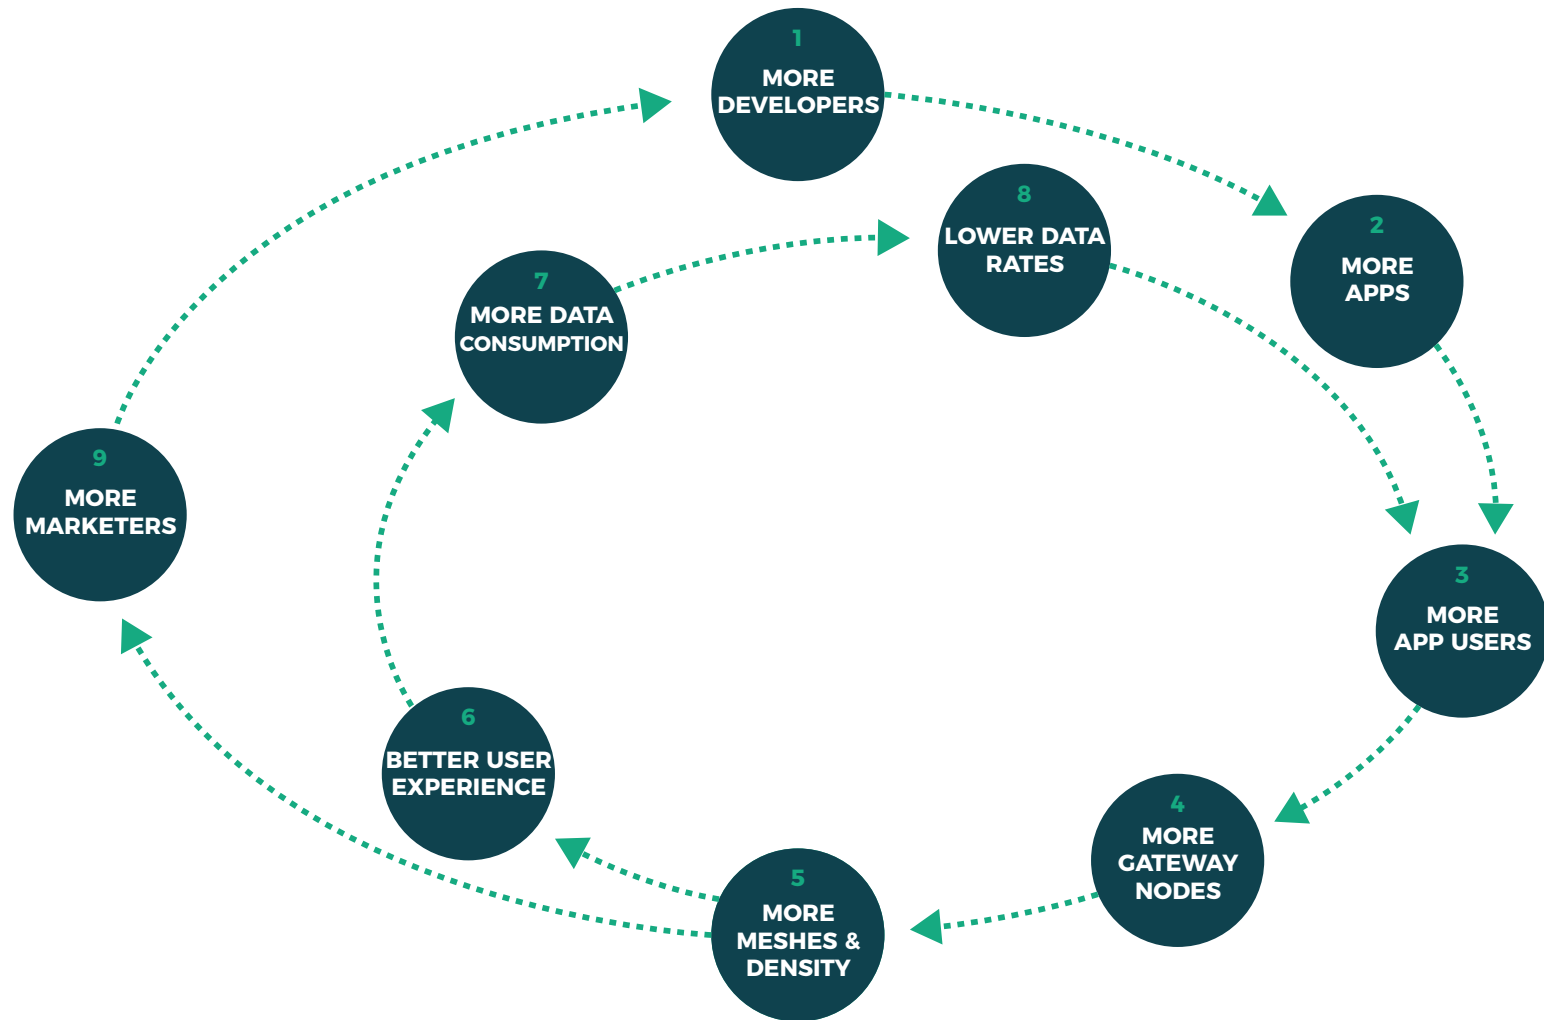 1
MORE
DEVELOPERS
2
MORE
APPS
3
MORE
APP USERS
4
MORE
GATEWAY
NODES
5
MORE
MESHES &
DENSITY
6
BETTER USER
EXPERIENCE
7
MORE DATA
CONSUMPTION
8
LOWER DATA
RATES
9
MORE
MARKETERS